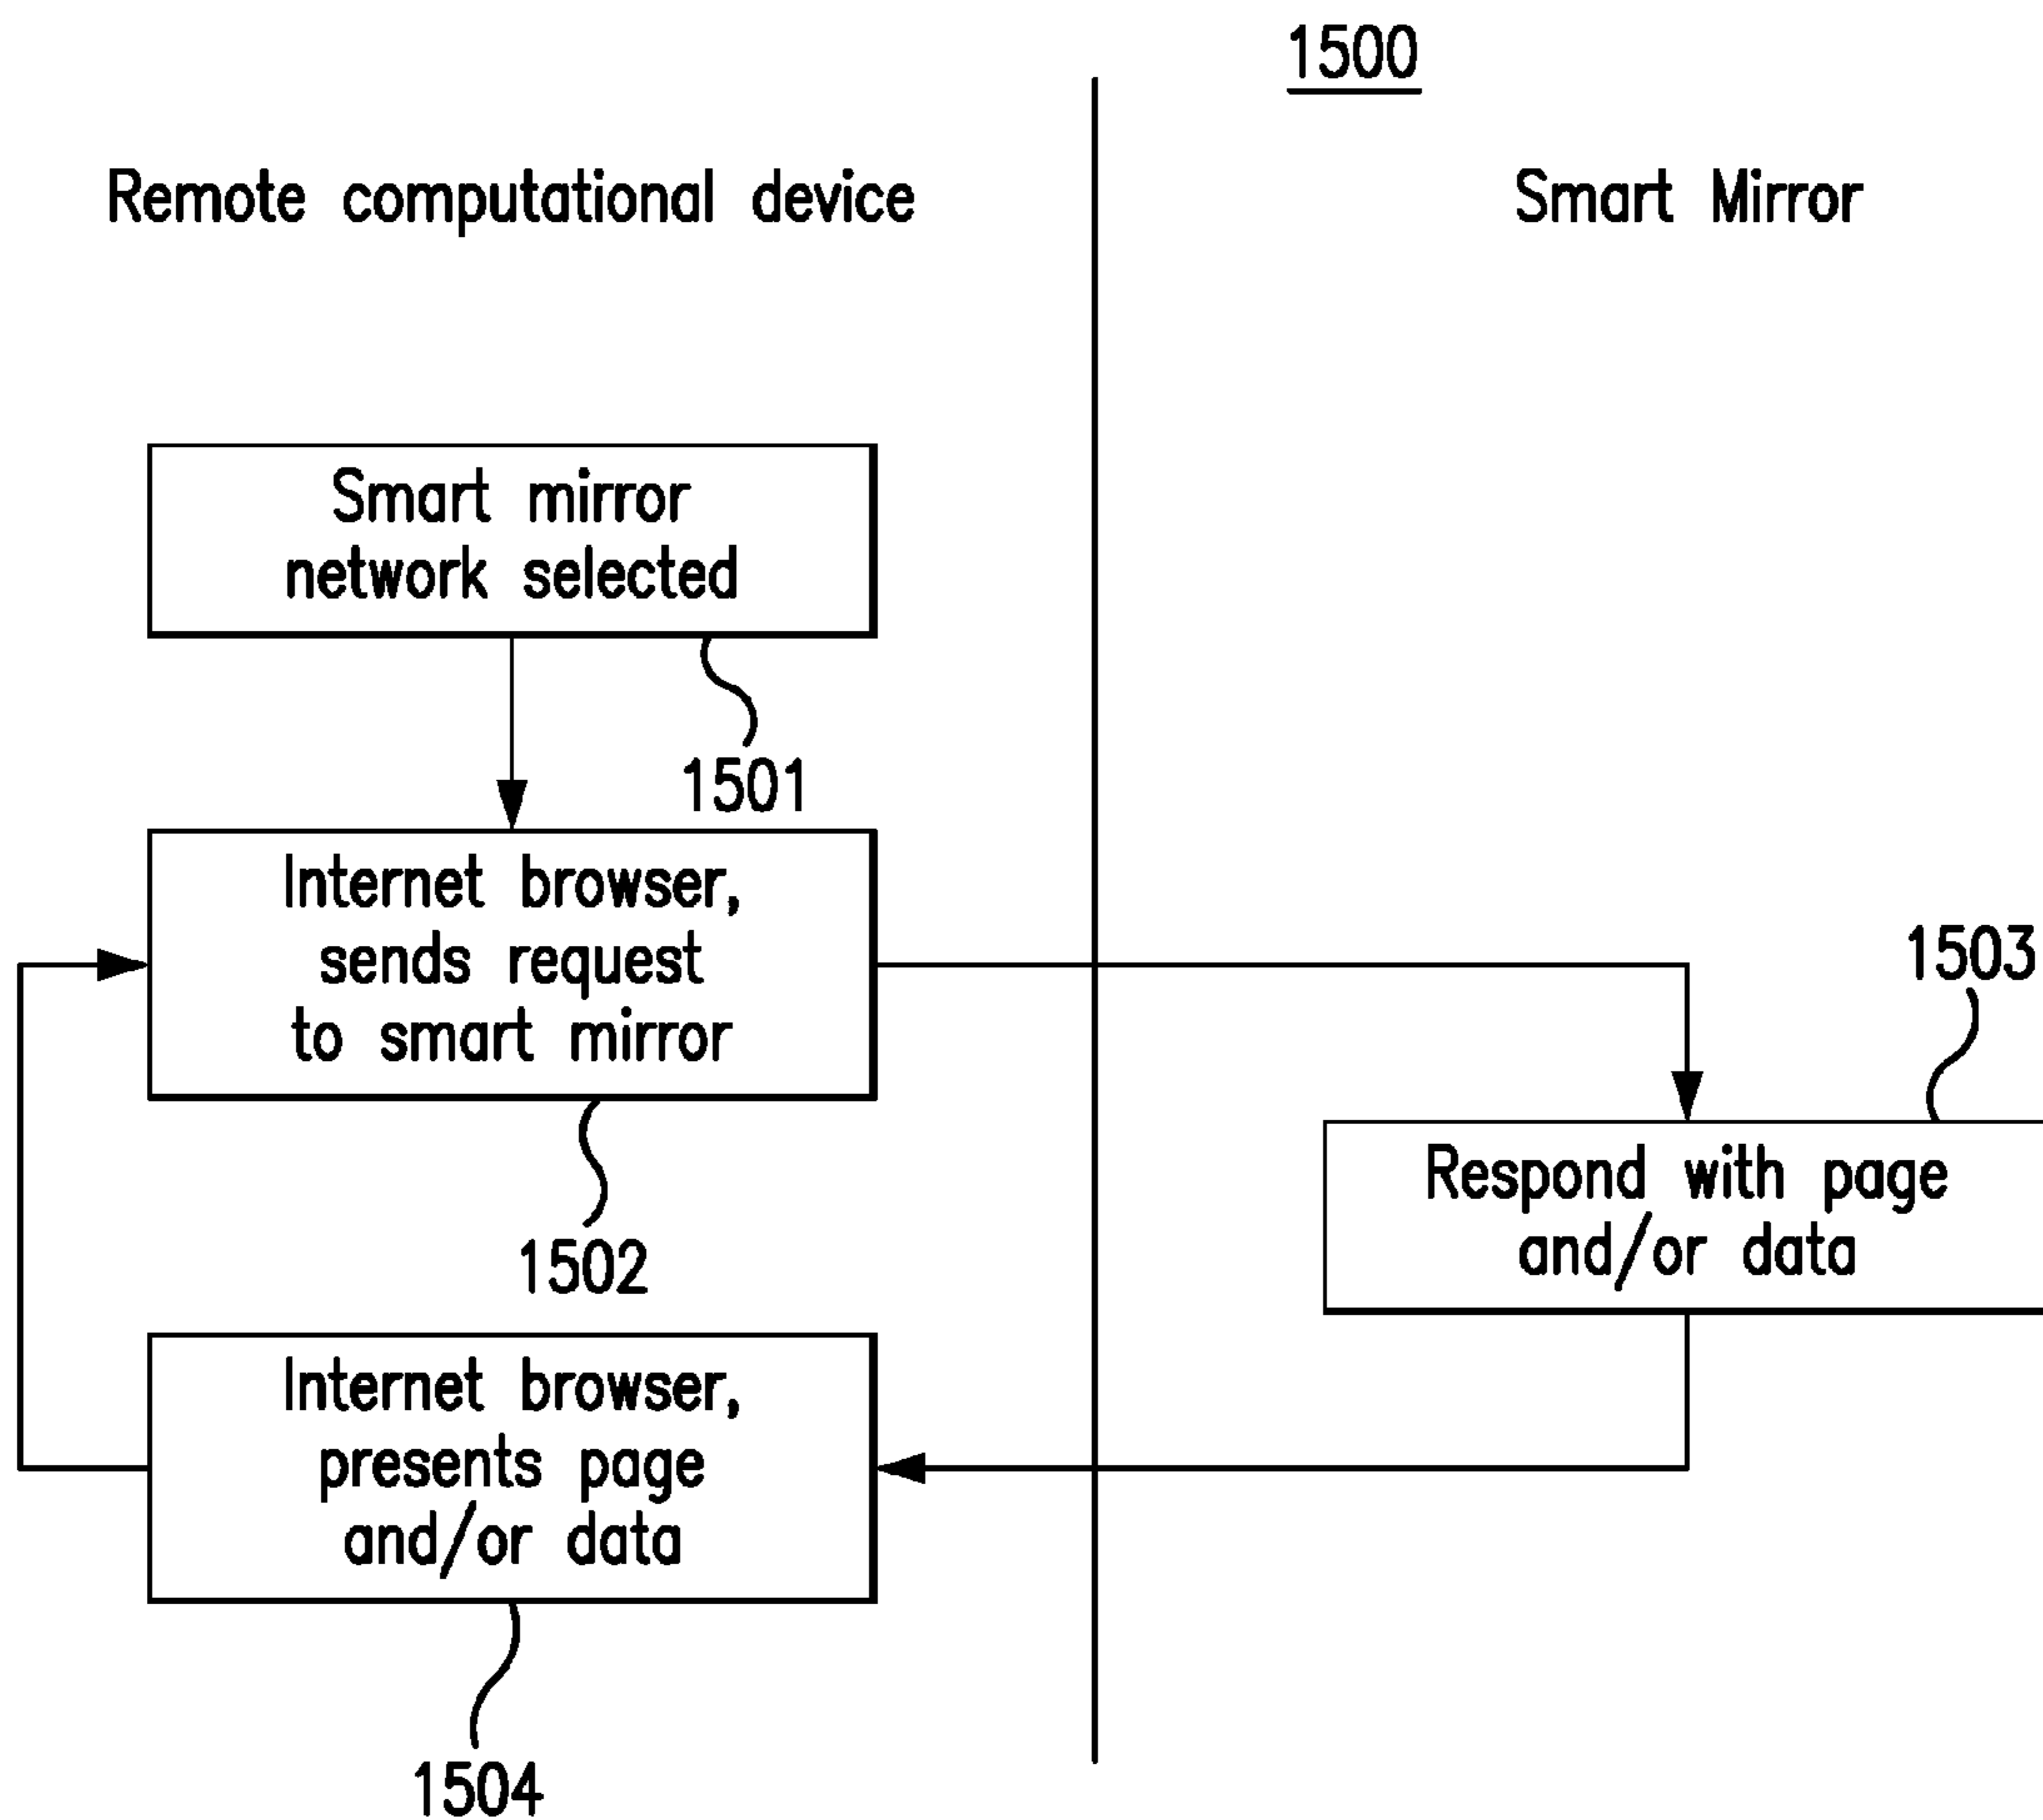 1500
Remote computational device
Smart Mirror
Smart mirror
network selected
1501
Internet browser,
sends request
to smart mirror
1502
1503
Respond with page
and/or data
Internet browser,
presents page
and/or data
1504